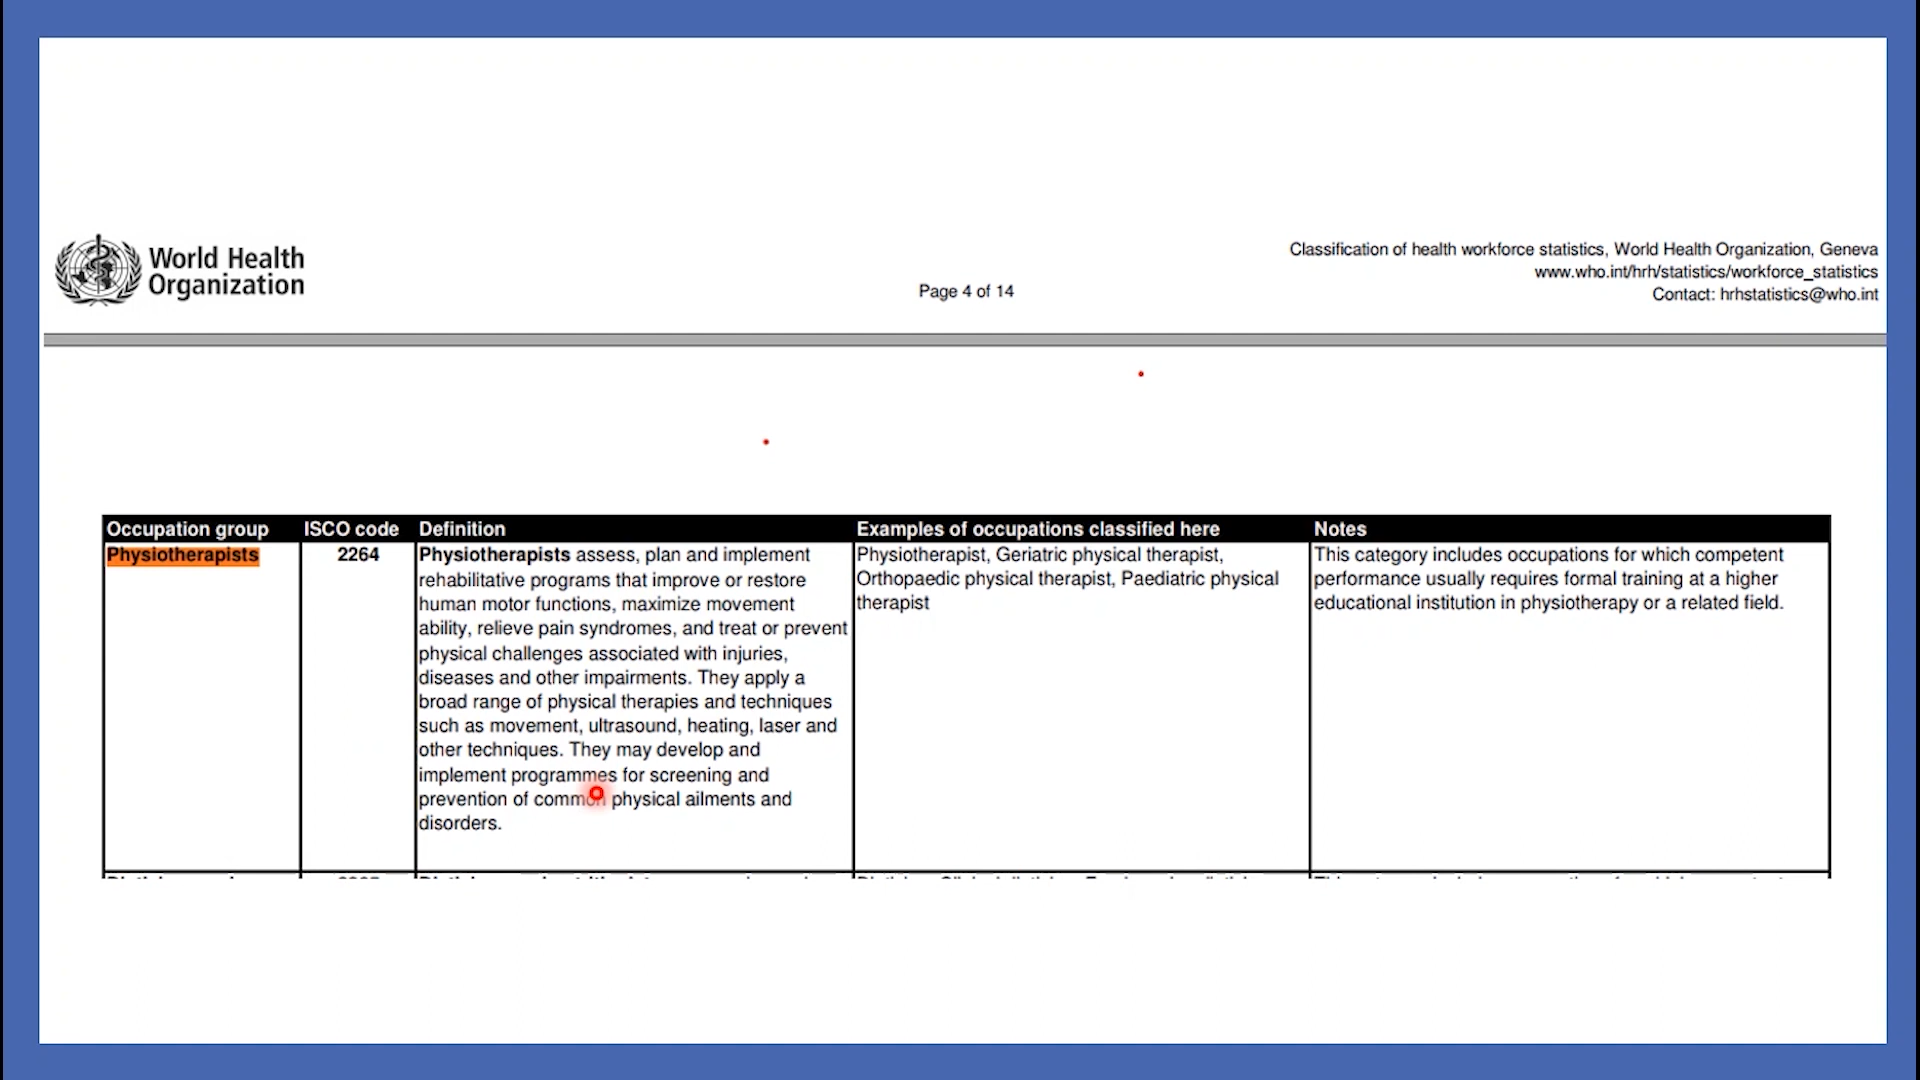 World Health
Organization
Page 4 of 14
Classification of health workforce statistics, World Health Organization, Geneva
www.who.int/hrh/statistics/workforce_statistics
Contact: hrhstatistics@who.int
Occupation group ISCO code Definition Examples of occupations classified here Notes
Physiotherapists
2264
Physiotherapists assess, plan and implement
rehabilitative programs that improve or restore
human motor functions, maximize movement
ability, relieve pain syndromes, and treat or prevent
physical challenges associated with injuries,
diseases and other impairments. They apply a
broad range of physical therapies and techniques
such as movement, ultrasound, heating, laser and
other techniques. They may develop and
implement programmes for screening and
prevention of common physical ailments and
disorders.
Physiotherapist, Geriatric physical therapist,
Orthopaedic physical therapist, Paediatric physical
therapist
This category includes occupations for which competent
performance usually requires formal training at a higher
educational institution in physiotherapy or a related field.